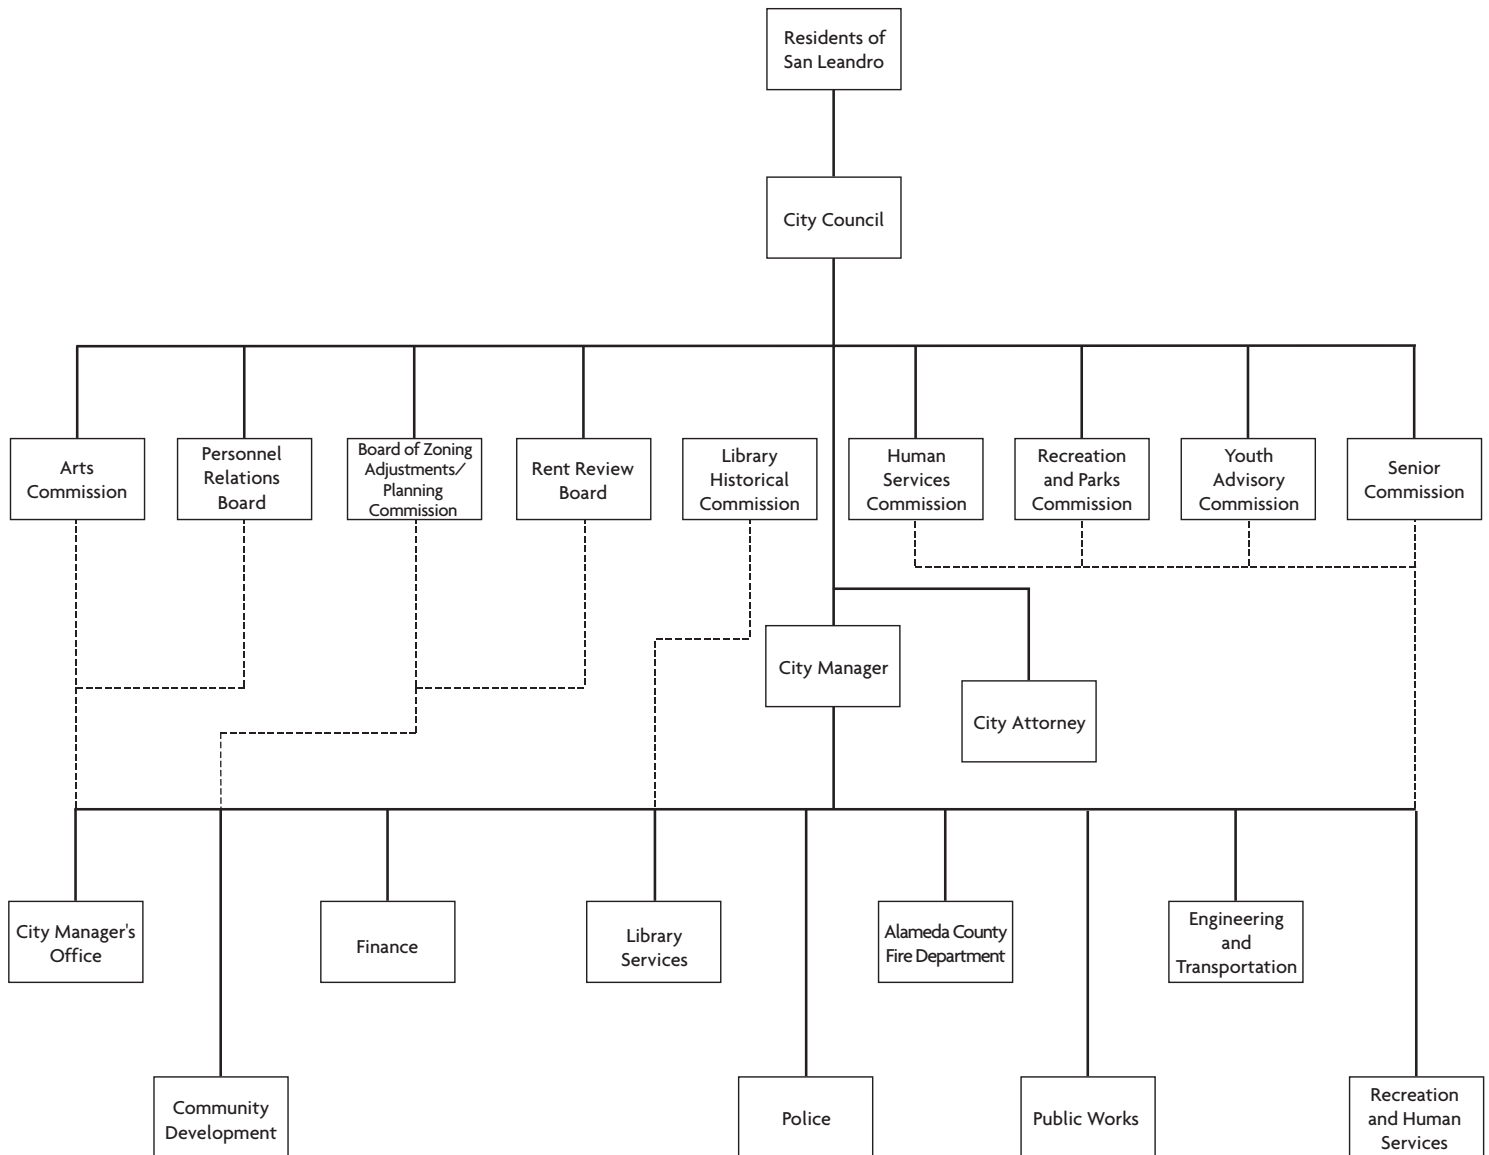 Residents of
San Leandro
City Council
Arts
Commission
Personnel
Relations
Board
Board of Zoning
Adjustments/
Planning
Commission
Rent Review
Board
Library
Historical
Commission
Human
Services
Commission
Recreation
and Parks
Commission
Youth
Advisory
Commission
Senior
Commission
City Manager
City Attorney
City Manager's
Office
Finance
Library
Services
Alameda County
Fire Department
Engineering
and
Transportation
Community
Development
Police
Public Works
Recreation
and Human
Services